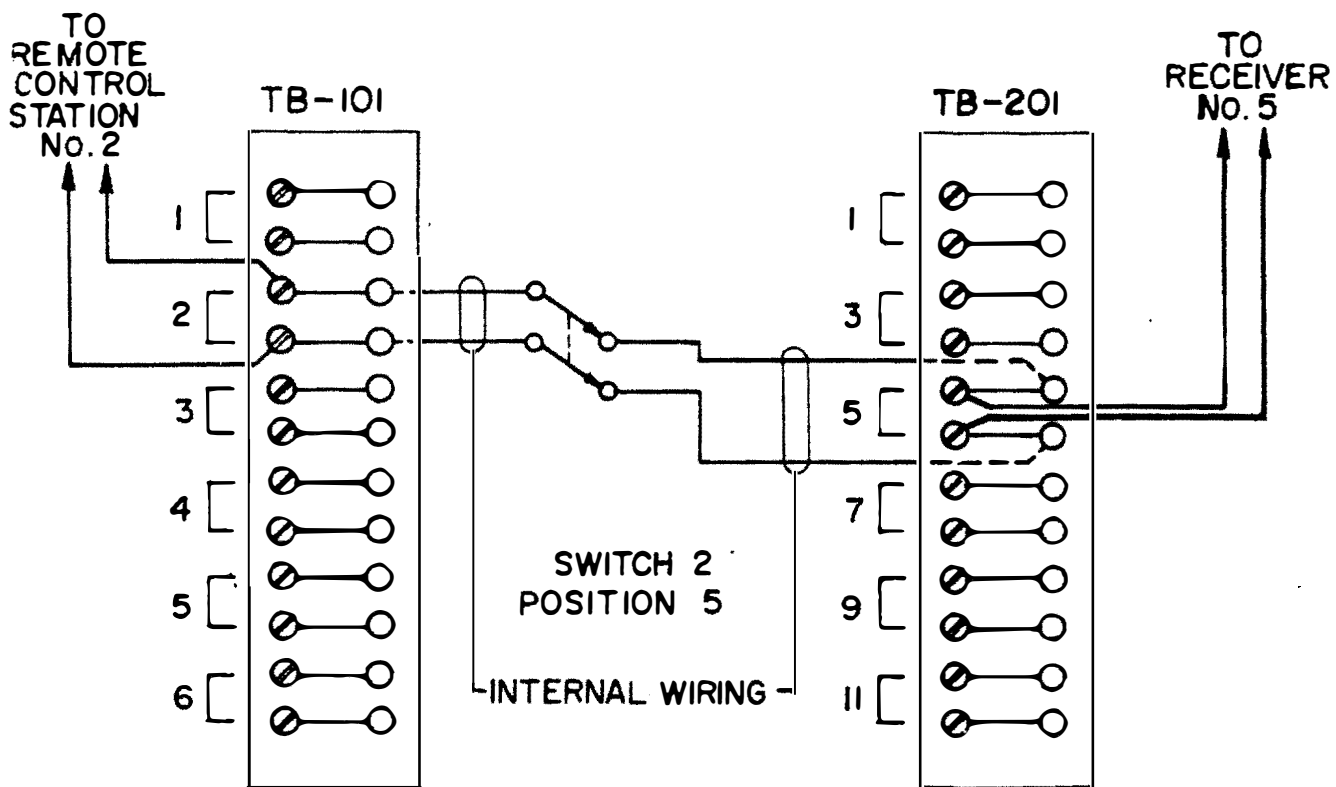 TO
REMOTE
CONTROL
STATION
No. 2
TB-101
1
2
3
4
5
6
SWITCH 2
POSITION 5
INTERNAL WIRING
TB-201
1
3
5
7
9
11
TO
RECEIVER
No. 5